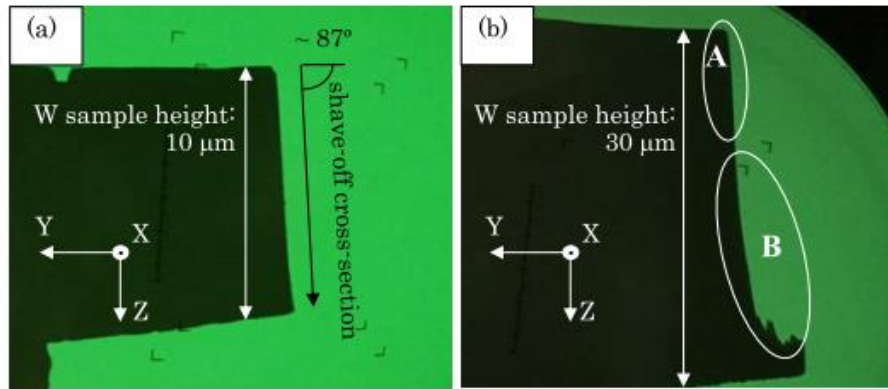 (a)
~ 87°
W sample height:
10 μm
shave-off cross-section
Y
X
Z
(b)
A
W sample height:
30 μm
B
Y
X
Z